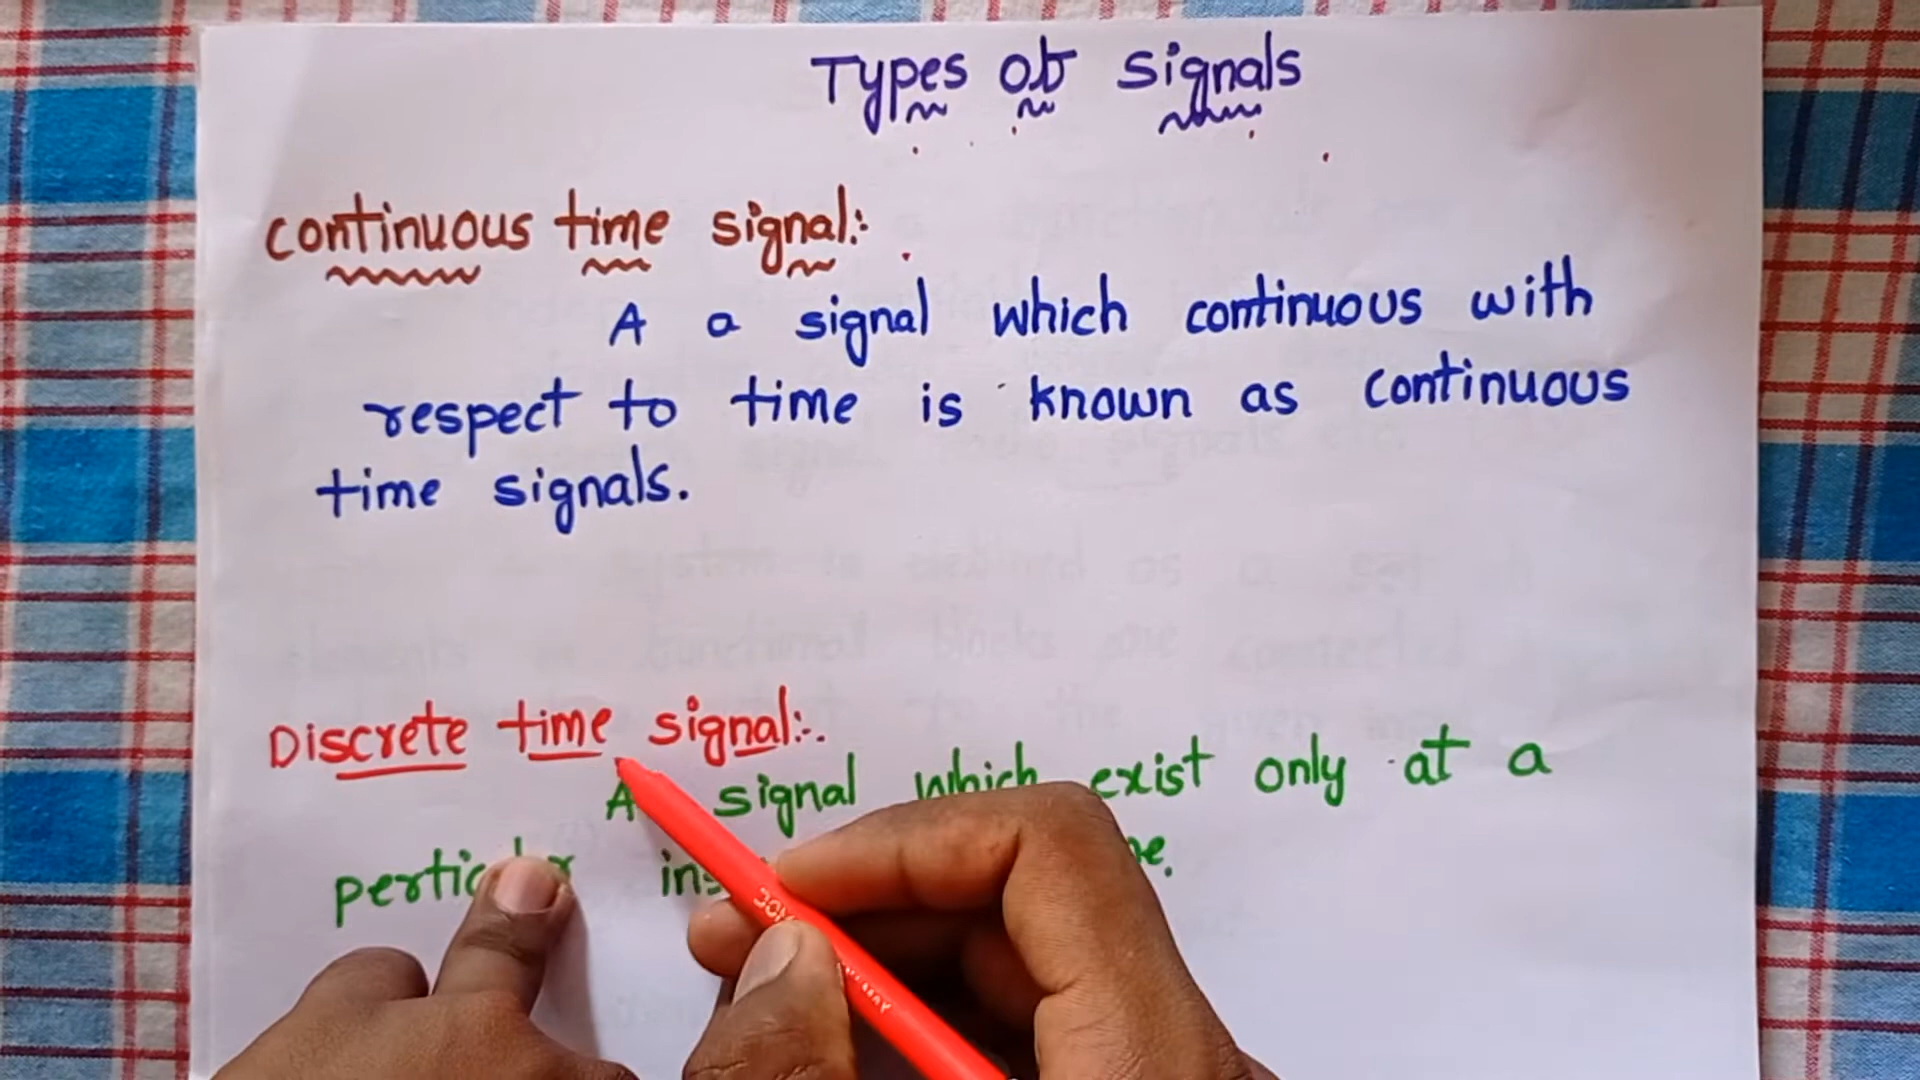 Types of signals
continuous time signal:
A a signal which continuous with
respect to time is known as continuous
time signals.
Discrete time signal:-.
A signal which exist only at a